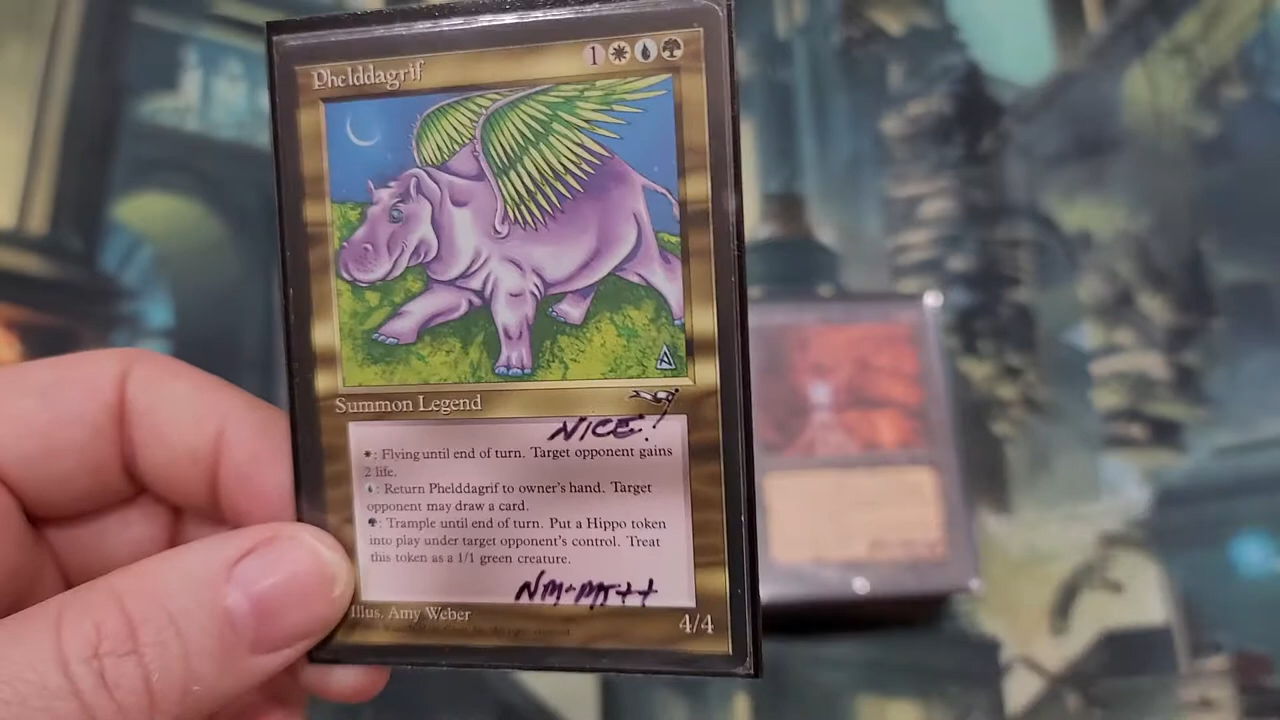 Phelddagrif
1
Summon Legend
NICE!
: Flying until end of turn. Target opponent gains
2 life.
: Return Phelddagrif to owner's hand. Target
opponent may draw a card.
: Trample until end of turn. Put a Hippo token
into play under target opponent's control. Treat
this token as a 1/1 green creature.
NM-MT++
Illus. Amy Weber
4/4